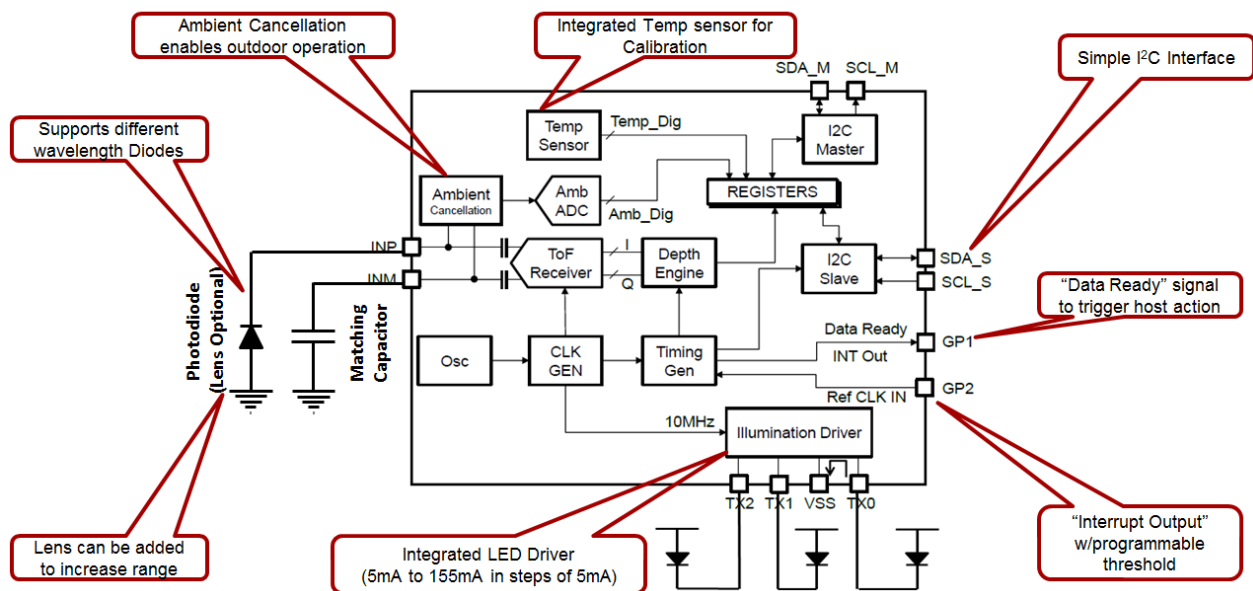 Ambient Cancellation
enables outdoor operation
Integrated Temp sensor for
Calibration
Simple I²C Interface
Supports different
wavelength Diodes
SDA_M
SCL_M
Temp
Sensor
Temp_Dig
I2C
Master
Ambient
Cancellation
Amb
ADC
Amb_Dig
REGISTERS
INP
INM
ToF
Receiver
I
Q
Depth
Engine
I2C
Slave
SDA_S
SCL_S
"Data Ready" signal
to trigger host action
Photodiode
(Lens Optional)
Matching
Capacitor
Osc
CLK
GEN
Timing
Gen
Data Ready
INT Out
GP1
Ref CLK IN
GP2
10MHz
Illumination Driver
TX2
TX1
VSS
TX0
Lens can be added
to increase range
Integrated LED Driver
(5mA to 155mA in steps of 5mA)
"Interrupt Output"
w/programmable
threshold